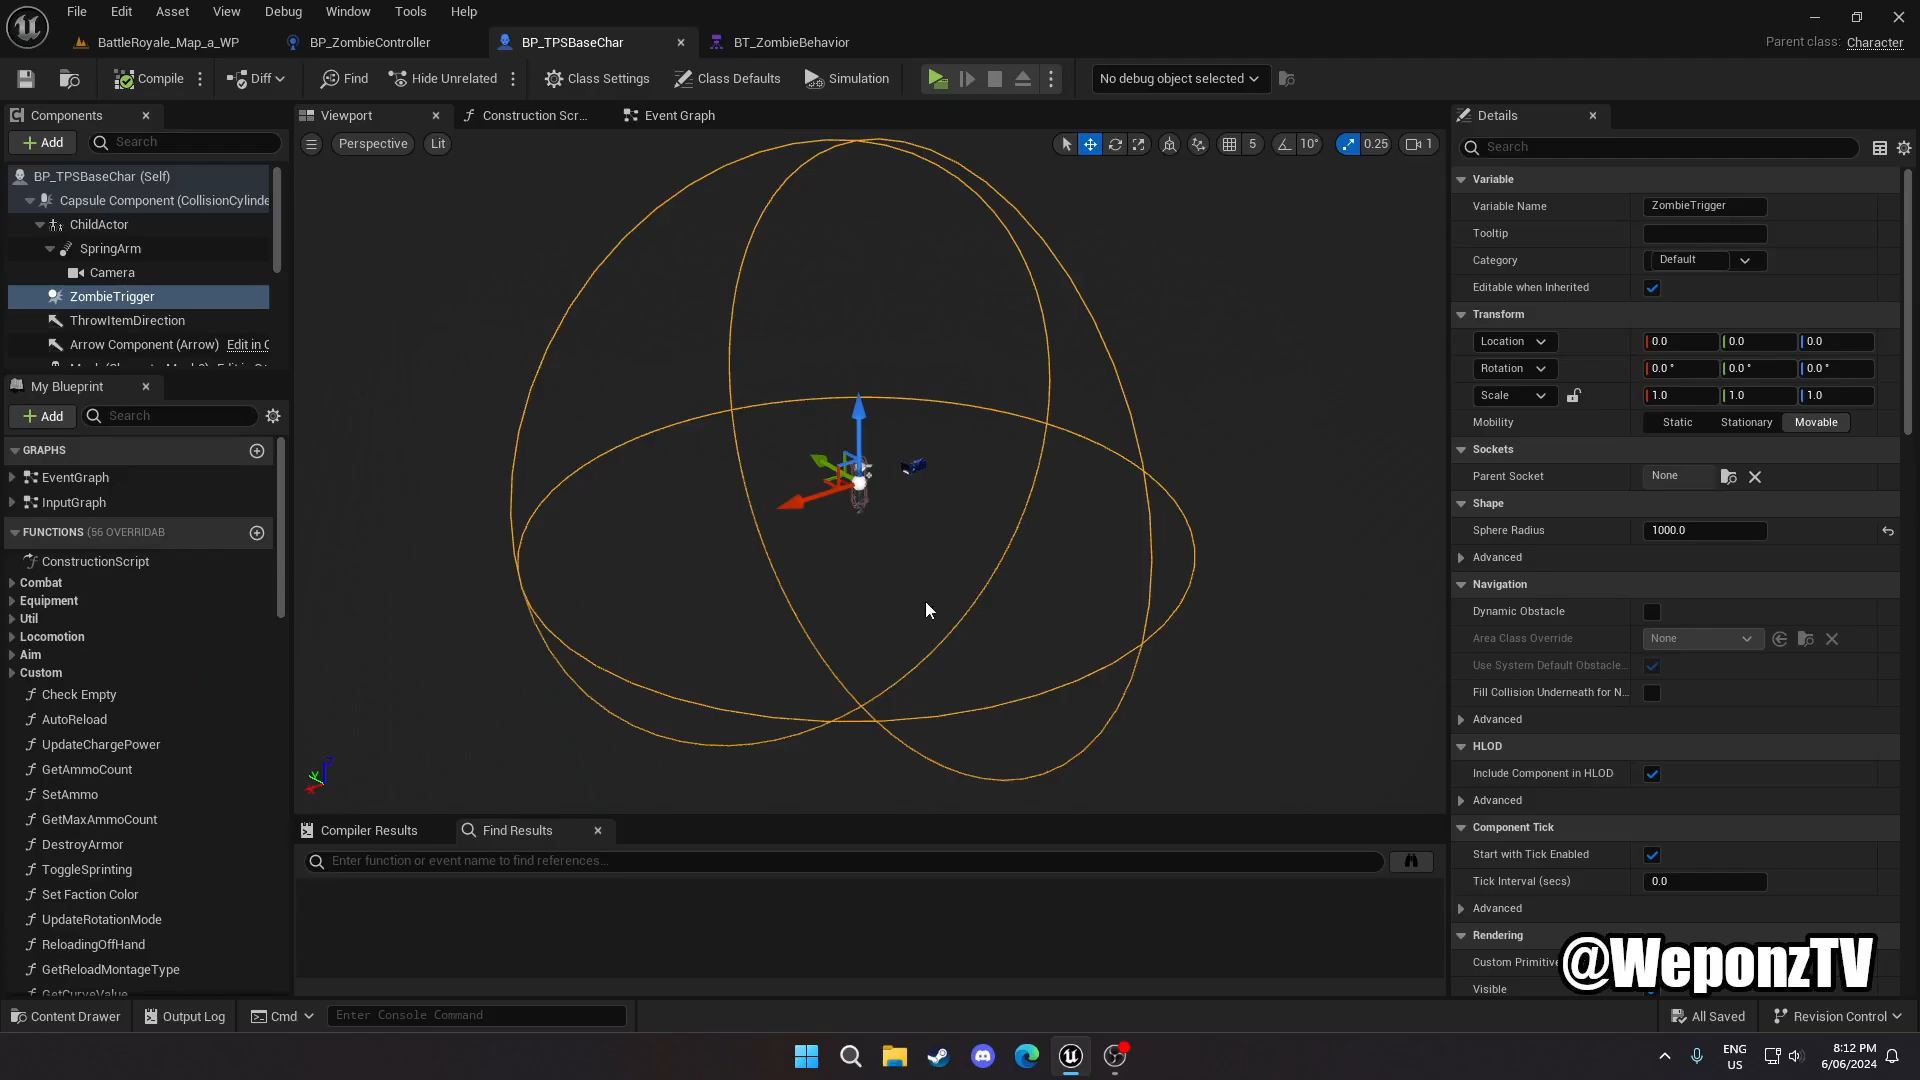 File Edit Asset View Debug Window Tools Help
BattleRoyale_Map_a_WP
BP_ZombieController
BP_TPSBaseChar
BT_ZombieBehavior
Parent class: Character
Compile
Diff
Find
Hide Unrelated
Class Settings
Class Defaults
Simulation
No debug object selected
Components
Add
Search
BP_TPSBaseChar (Self)
Capsule Component (CollisionCylinde
ChildActor
SpringArm
Camera
ZombieTrigger
ThrowItemDirection
Arrow Component (Arrow) Edit in C
My Blueprint
Add
Search
GRAPHS
EventGraph
InputGraph
FUNCTIONS (56 OVERRIDAB
ConstructionScript
Combat
Equipment
Util
Locomotion
Aim
Custom
Check Empty
AutoReload
UpdateChargePower
GetAmmoCount
SetAmmo
GetMaxAmmoCount
DestroyArmor
ToggleSprinting
Set Faction Color
UpdateRotationMode
ReloadingOffHand
GetReloadMontageType
GetCurveValue
Viewport
Construction Scr...
Event Graph
Perspective
Lit
5
10°
0.25
1
Compiler Results
Find Results
Enter function or event name to find references...
Details
Search
Variable
Variable Name ZombieTrigger
Tooltip
Category Default
Editable when Inherited
Transform
Location 0.0 0.0 0.0
Rotation 0.0 ° 0.0 ° 0.0 °
Scale 1.0 1.0 1.0
Mobility Static Stationary Movable
Sockets
Parent Socket None
Shape
Sphere Radius 1000.0
Advanced
Navigation
Dynamic Obstacle
Area Class Override None
Use System Default Obstacle...
Fill Collision Underneath for N...
Advanced
HLOD
Include Component in HLOD
Advanced
Component Tick
Start with Tick Enabled
Tick Interval (secs) 0.0
Advanced
Rendering
Custom Primitive
Visible
@WeponzTV
Content Drawer
Output Log
Cmd
Enter Console Command
All Saved
Revision Control
ENG
US
8:12 PM
6/06/2024